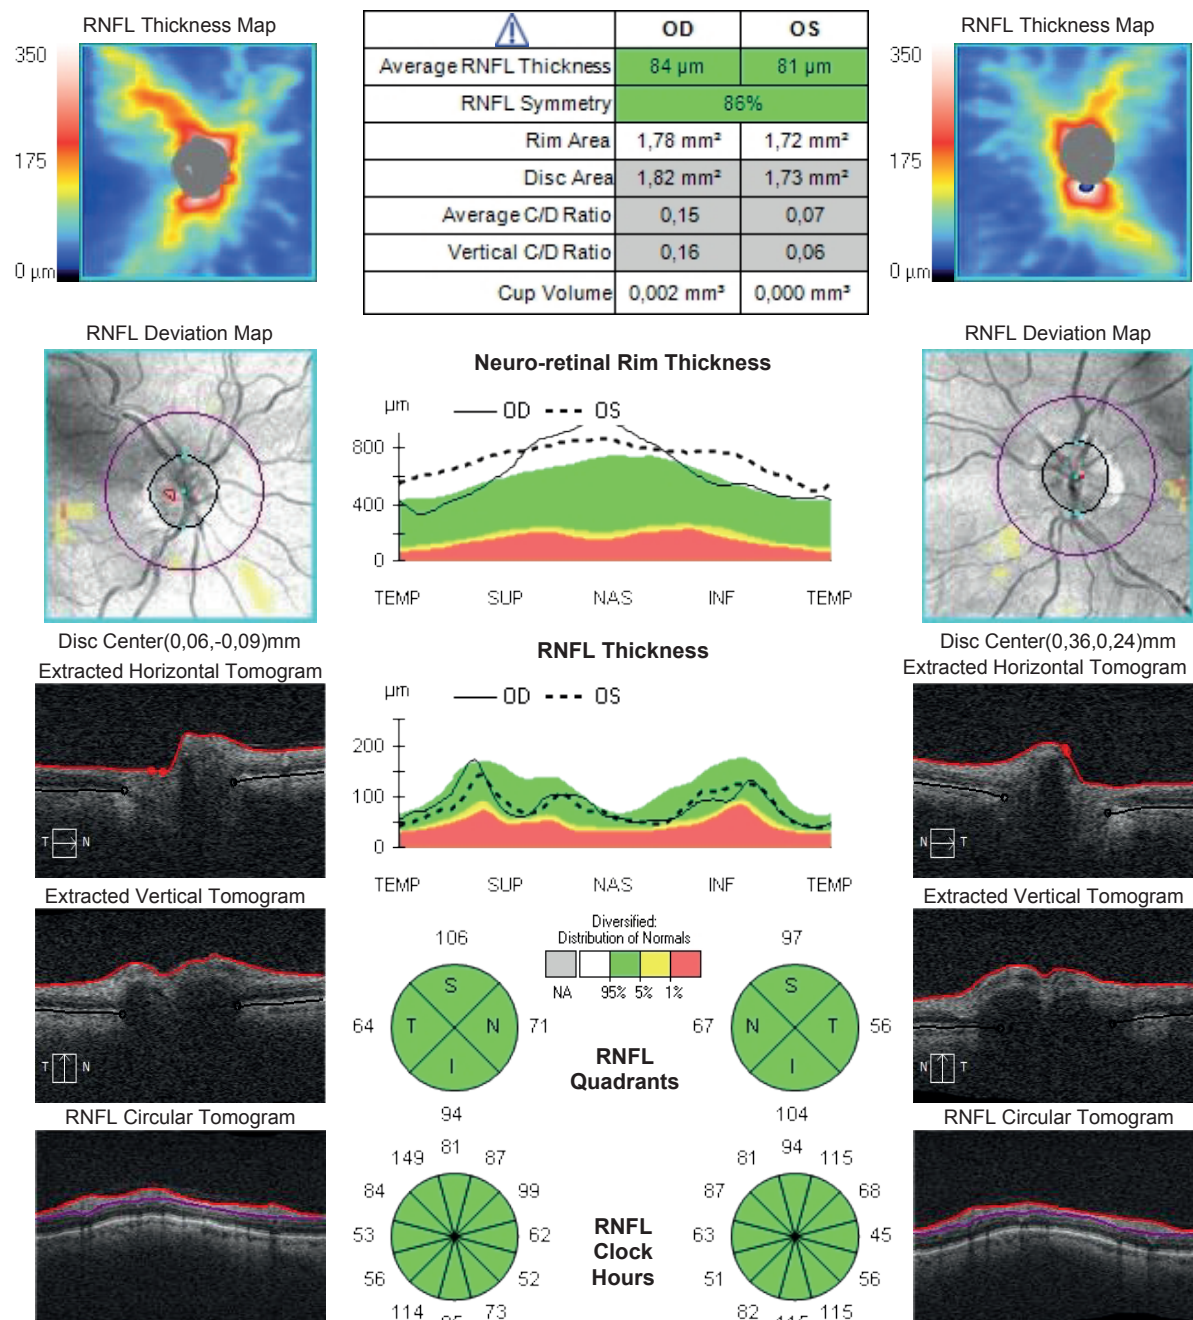 RNFL Thickness Map
350
175
0 µm
OD OS
Average RNFL Thickness 84 µm 81 µm
RNFL Symmetry 86%
Rim Area 1,78 mm² 1,72 mm²
Disc Area 1,82 mm² 1,73 mm²
Average C/D Ratio 0,15 0,07
Vertical C/D Ratio 0,16 0,06
Cup Volume 0,002 mm³ 0,000 mm³
RNFL Thickness Map
350
175
0 µm
RNFL Deviation Map
Disc Center(0,06,-0,09)mm
Extracted Horizontal Tomogram
T N
Extracted Vertical Tomogram
T N
RNFL Circular Tomogram
Neuro-retinal Rim Thickness
µm OD OS
800
400
0
TEMP SUP NAS INF TEMP
RNFL Thickness
µm OD OS
200
100
0
TEMP SUP NAS INF TEMP
Diversified:
Distribution of Normals
NA 95% 5% 1%
106
S
64 T N 71
I
94
RNFL
Quadrants
97
S
67 N T 56
I
104
81
149 87
84 99
53 62
56 52
114 73
RNFL
Clock
Hours
94
81 115
87 68
63 45
51 56
82 115
115
RNFL Deviation Map
Disc Center(0,36,0,24)mm
Extracted Horizontal Tomogram
N T
Extracted Vertical Tomogram
N T
RNFL Circular Tomogram